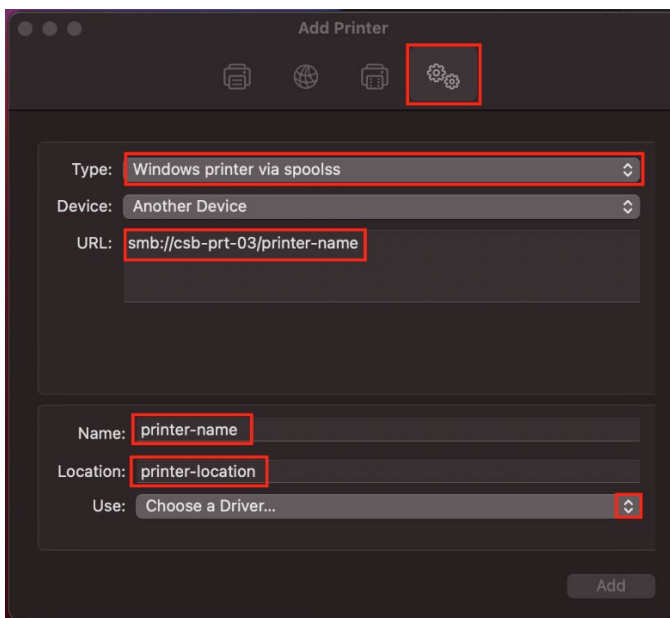 Add Printer
Type: Windows printer via spoolss
Device: Another Device
URL: smb://csb-prt-03/printer-name
Name: printer-name
Location: printer-location
Use: Choose a Driver...
Add